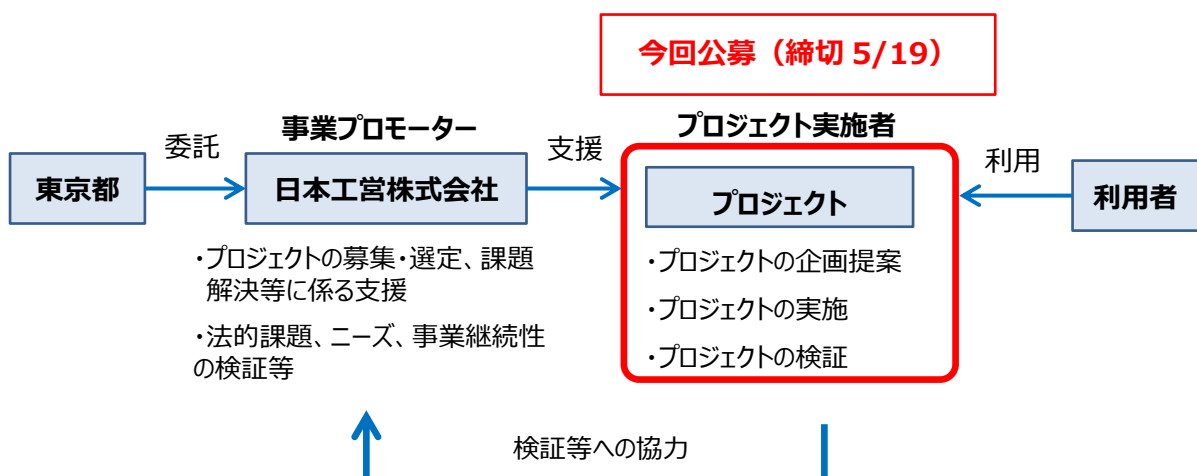 今回公募（締切 5/19）
事業プロモーター
プロジェクト実施者
委託
支援
利用
東京都
日本工営株式会社
プロジェクト
利用者
・プロジェクトの募集・選定、課題
解決等に係る支援
・法的課題、ニーズ、事業継続性
の検証等
・プロジェクトの企画提案
・プロジェクトの実施
・プロジェクトの検証
検証等への協力